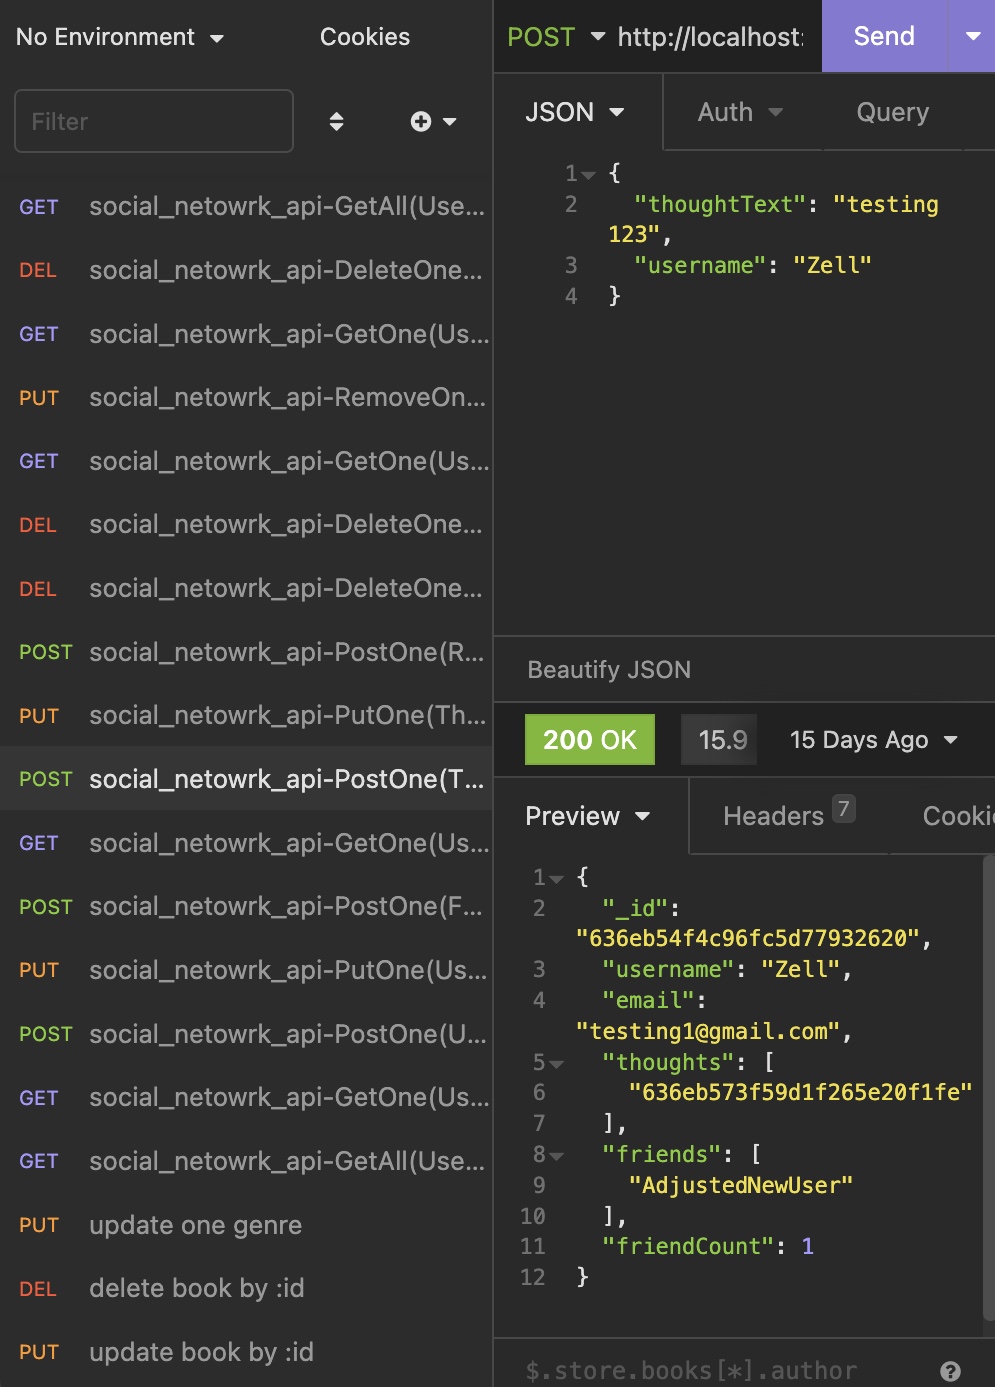 No Environment
Cookies
Filter
GET social_netowrk_api-GetAll(Use...
DEL social_netowrk_api-DeleteOne...
GET social_netowrk_api-GetOne(Us...
PUT social_netowrk_api-RemoveOn...
GET social_netowrk_api-GetOne(Us...
DEL social_netowrk_api-DeleteOne...
DEL social_netowrk_api-DeleteOne...
POST social_netowrk_api-PostOne(R...
PUT social_netowrk_api-PutOne(Th...
POST social_netowrk_api-PostOne(T...
GET social_netowrk_api-GetOne(Us...
POST social_netowrk_api-PostOne(F...
PUT social_netowrk_api-PutOne(Us...
POST social_netowrk_api-PostOne(U...
GET social_netowrk_api-GetOne(Us...
GET social_netowrk_api-GetAll(Use...
PUT update one genre
DEL delete book by :id
PUT update book by :id
POST http://localhost: Send
JSON Auth Query
1 {
2 "thoughtText": "testing
123",
3 "username": "Zell"
4 }
Beautify JSON
200 OK 15.9 15 Days Ago
Preview Headers 7 Cooki
1 {
2 "_id":
"636eb54f4c96fc5d77932620",
3 "username": "Zell",
4 "email":
"testing1@gmail.com",
5 "thoughts": [
6 "636eb573f59d1f265e20f1fe"
7 ],
8 "friends": [
9 "AdjustedNewUser"
10 ],
11 "friendCount": 1
12 }
$.store.books[*].author ?